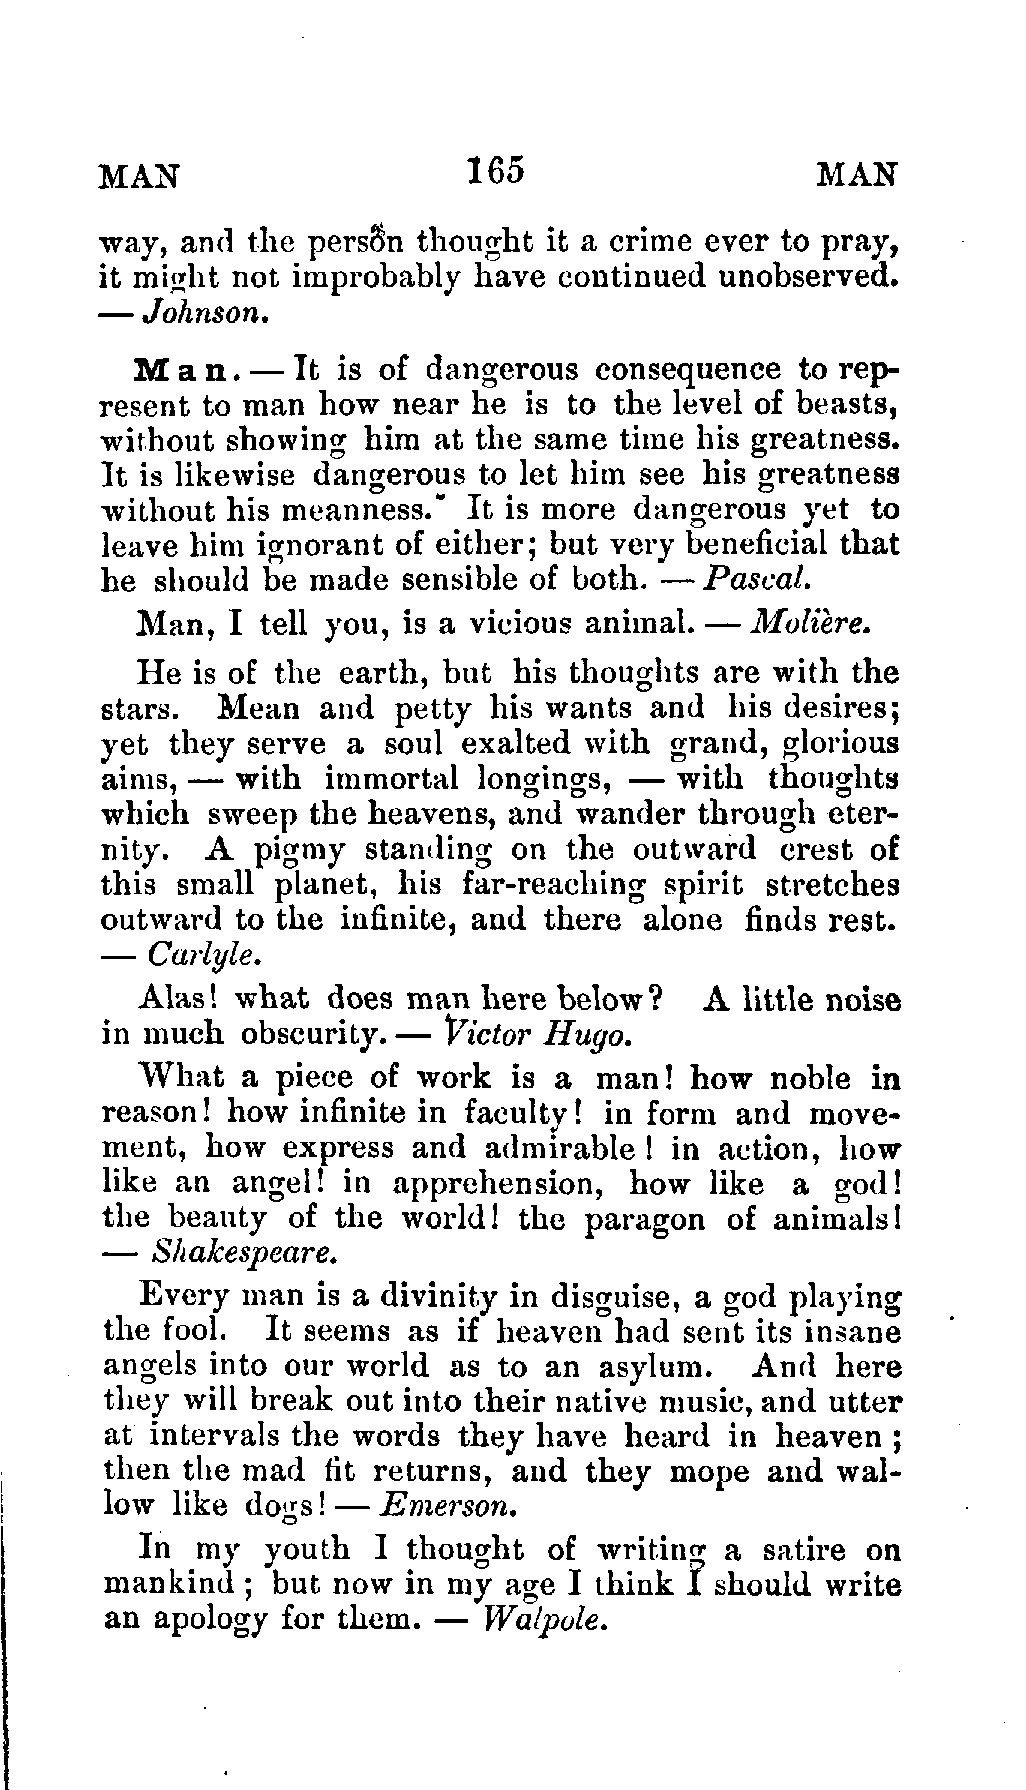 MAN 165 MAN
way, and the person thought it a crime ever to pray,
it might not improbably have continued unobserved.
— Johnson.
Man. — It is of dangerous consequence to rep-
resent to man how near he is to the level of beasts,
without showing him at the same time his greatness.
It is likewise dangerous to let him see his greatness
without his meanness. It is more dangerous yet to
leave him ignorant of either; but very beneficial that
he should be made sensible of both. — Pascal.
Man, I tell you, is a vicious animal. — Molière.
He is of the earth, but his thoughts are with the
stars. Mean and petty his wants and his desires;
yet they serve a soul exalted with grand, glorious
aims, — with immortal longings, — with thoughts
which sweep the heavens, and wander through eter-
nity. A pigmy standing on the outward crest of
this small planet, his far-reaching spirit stretches
outward to the infinite, and there alone finds rest.
— Carlyle.
Alas! what does man here below? A little noise
in much obscurity. — Victor Hugo.
What a piece of work is a man! how noble in
reason! how infinite in faculty! in form and move-
ment, how express and admirable! in action, how
like an angel! in apprehension, how like a god!
the beauty of the world! the paragon of animals!
— Shakespeare.
Every man is a divinity in disguise, a god playing
the fool. It seems as if heaven had sent its insane
angels into our world as to an asylum. And here
they will break out into their native music, and utter
at intervals the words they have heard in heaven;
then the mad fit returns, and they mope and wal-
low like dogs! — Emerson.
In my youth I thought of writing a satire on
mankind; but now in my age I think I should write
an apology for them. — Walpole.